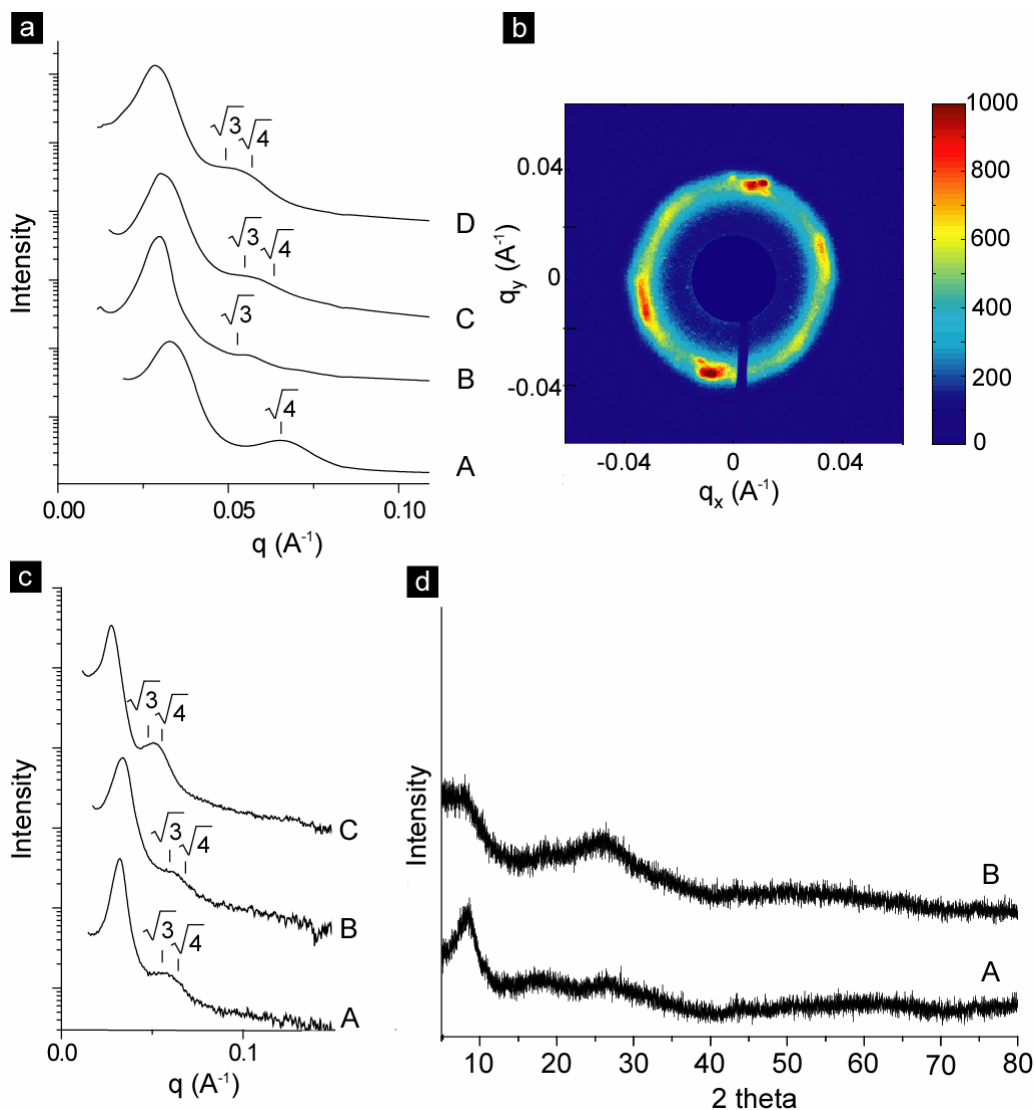 a
Intensity
√3
√4
D
√3
√4
C
√3
B
√4
A
0.00
0.05
0.10
q (A⁻¹)
b
1000
800
600
400
200
0
0.04
0
-0.04
qy (A⁻¹)
-0.04
0
0.04
qx (A⁻¹)
c
Intensity
√3
√4
C
√3
√4
B
√3
√4
A
0.0
0.1
q (A⁻¹)
d
Intensity
B
A
10
20
30
40
50
60
70
80
2 theta